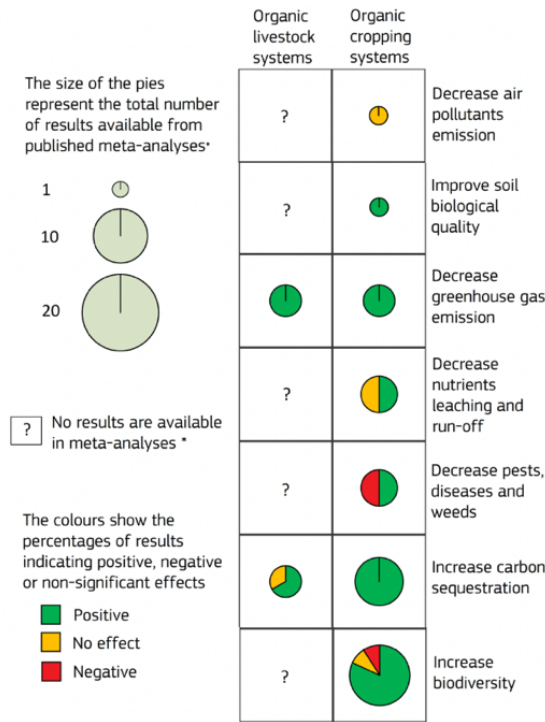 Organic
livestock
systems
Organic
cropping
systems
The size of the pies
represent the total number
of results available from
published meta-analyses*
1
10
20
? No results are available
in meta-analyses *
The colours show the
percentages of results
indicating positive, negative
or non-significant effects
Positive
No effect
Negative
?
Decrease air
pollutants
emission
?
Improve soil
biological
quality
Decrease
greenhouse gas
emission
?
Decrease
nutrients
leaching and
run-off
?
Decrease pests,
diseases and
weeds
Increase carbon
sequestration
?
Increase
biodiversity